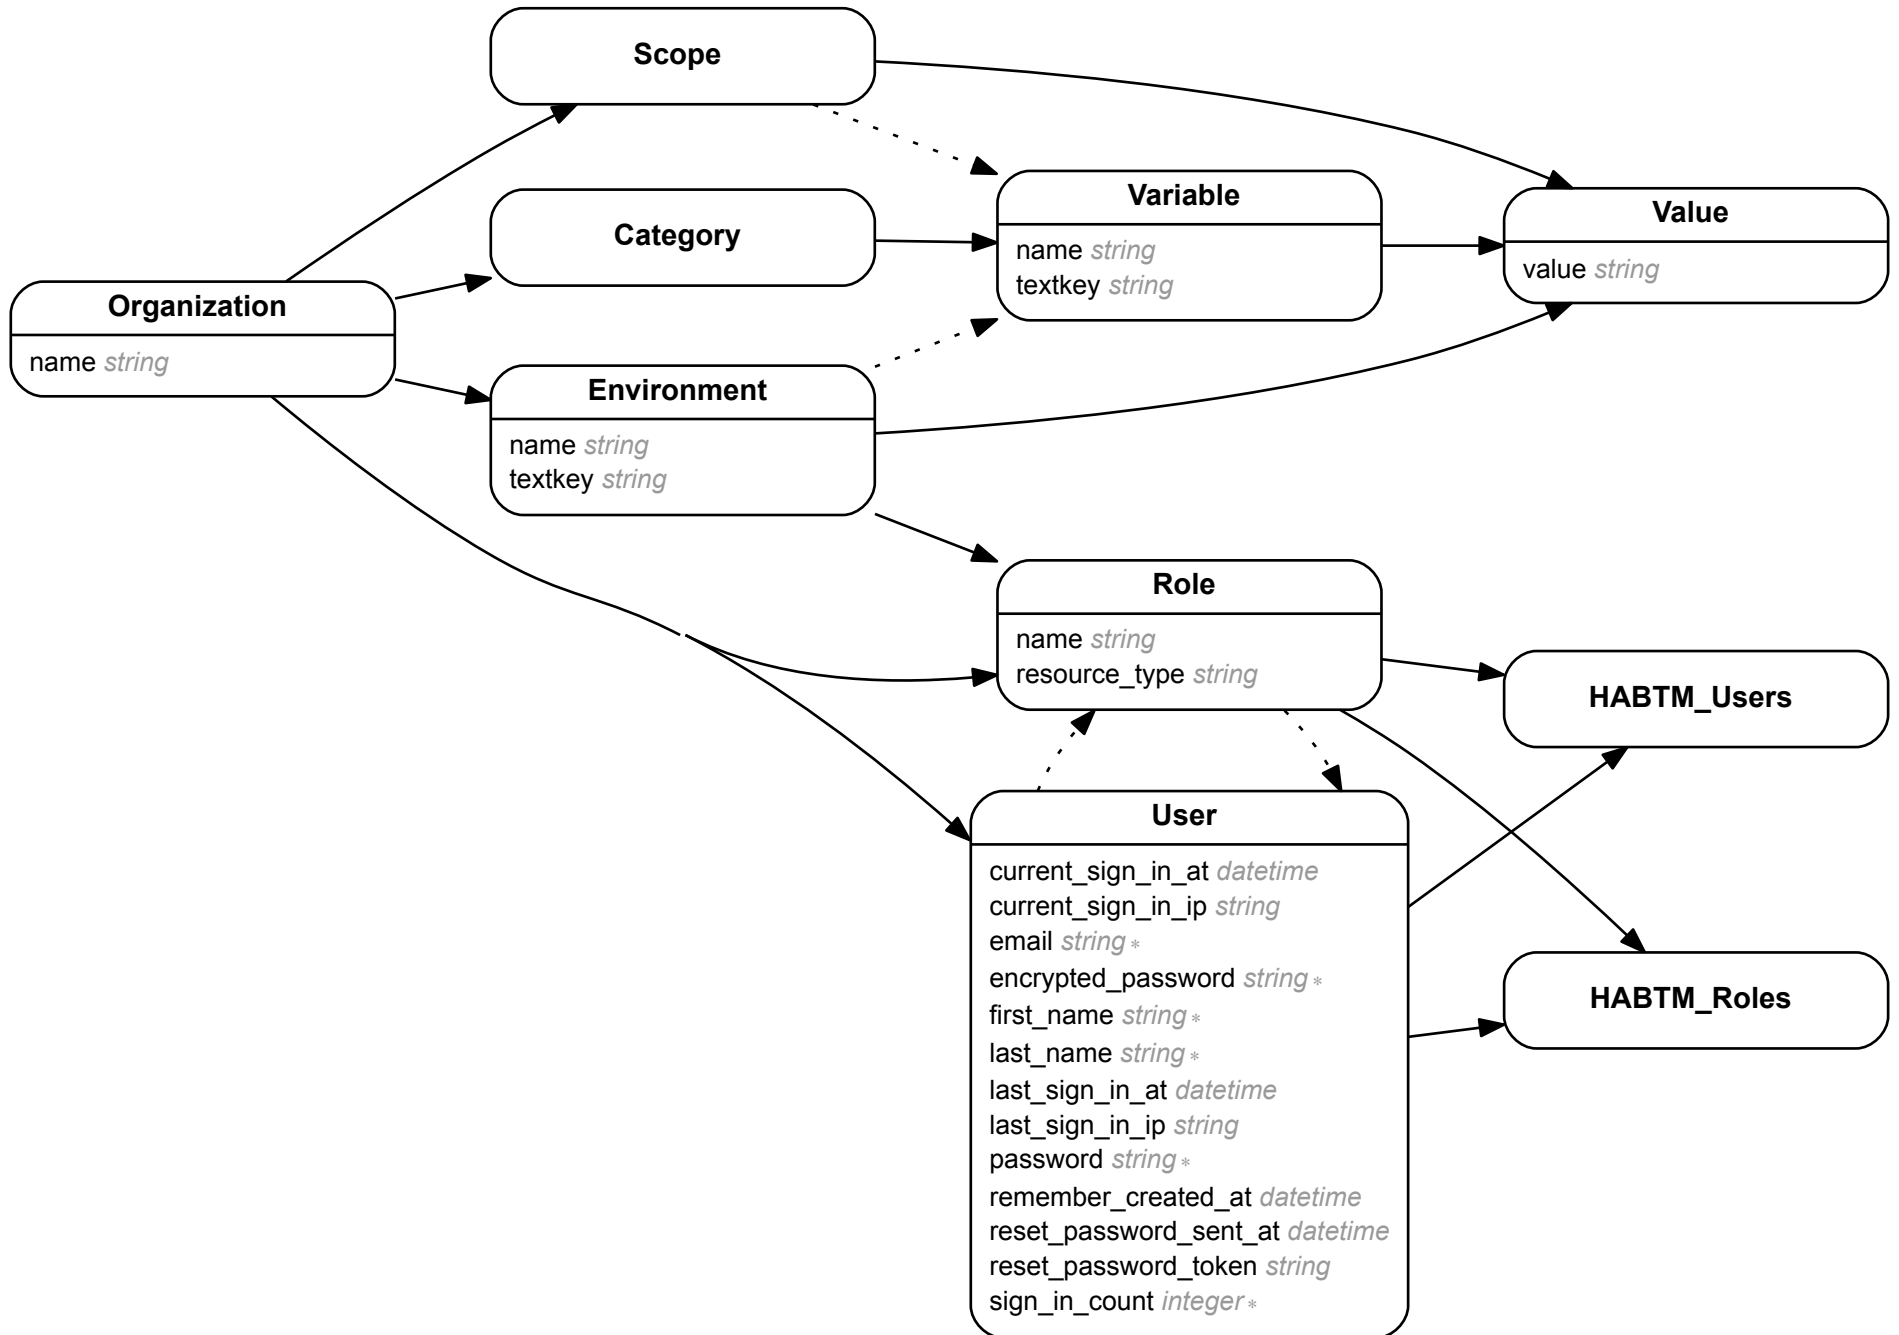 Scope
Category
Organization
name string
Environment
name string
textkey string
Variable
name string
textkey string
Value
value string
Role
name string
resource_type string
HABTM_Users
User
current_sign_in_at datetime
current_sign_in_ip string
email string *
encrypted_password string *
first_name string *
last_name string *
last_sign_in_at datetime
last_sign_in_ip string
password string *
remember_created_at datetime
reset_password_sent_at datetime
reset_password_token string
sign_in_count integer *
HABTM_Roles